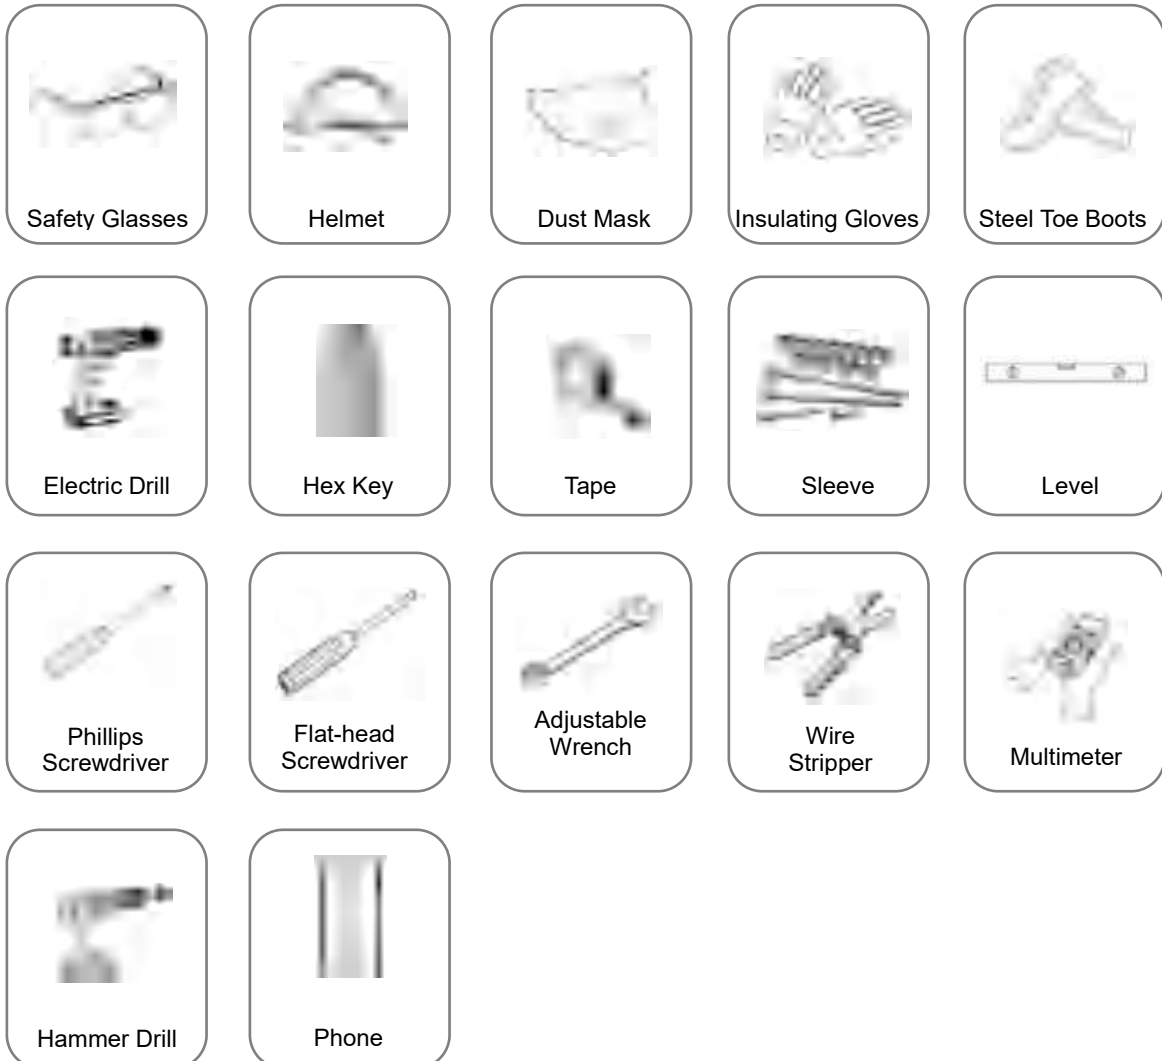 Safety Glasses
Helmet
Dust Mask
Insulating Gloves
Steel Toe Boots
Electric Drill
Hex Key
Tape
Sleeve
Level
Phillips
Screwdriver
Flat-head
Screwdriver
Adjustable
Wrench
Wire
Stripper
Multimeter
Hammer Drill
Phone